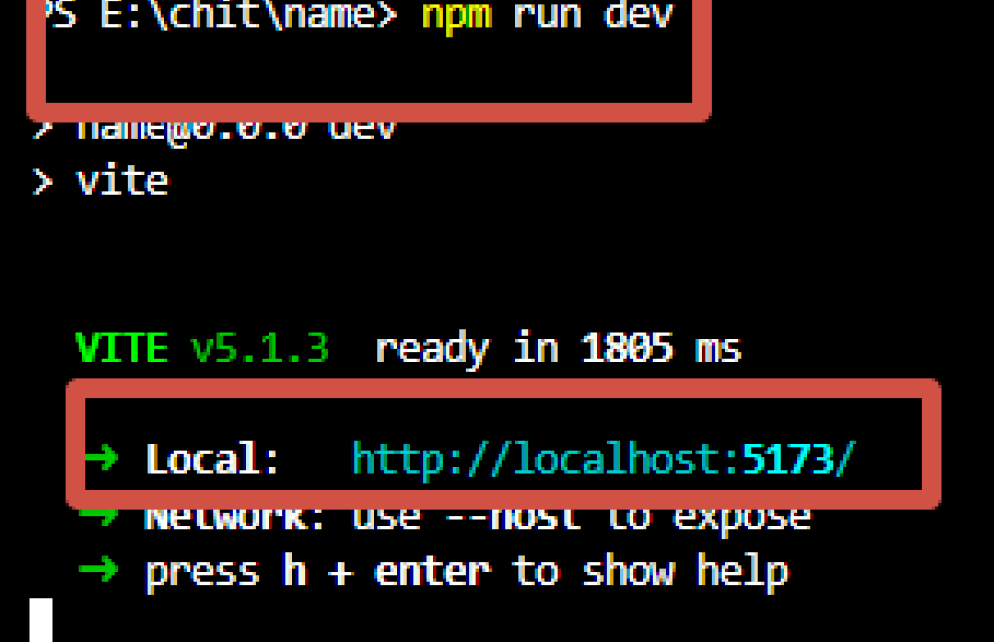 PS E:\chit\name> npm run dev
> name@0.0.0 dev
> vite
VITE v5.1.3 ready in 1805 ms
➜ Local: http://localhost:5173/
➜ Network: use --host to expose
➜ press h + enter to show help